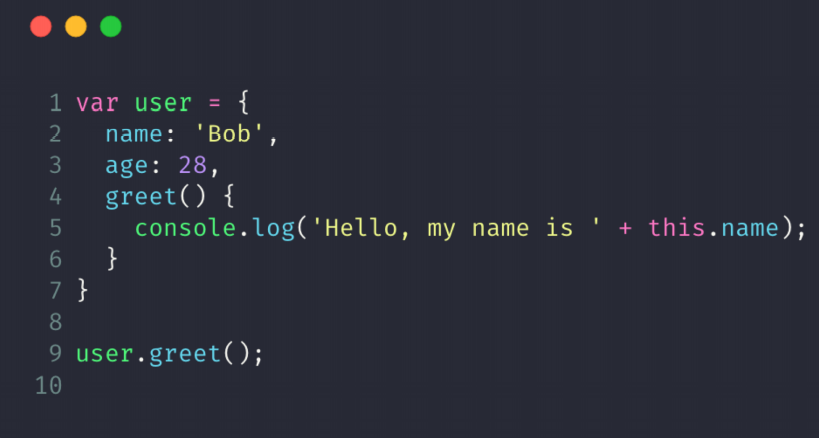 1 var user = {
2   name: 'Bob',
3   age: 28,
4   greet() {
5     console.log('Hello, my name is ' + this.name);
6   }
7 }
8
9 user.greet();
10